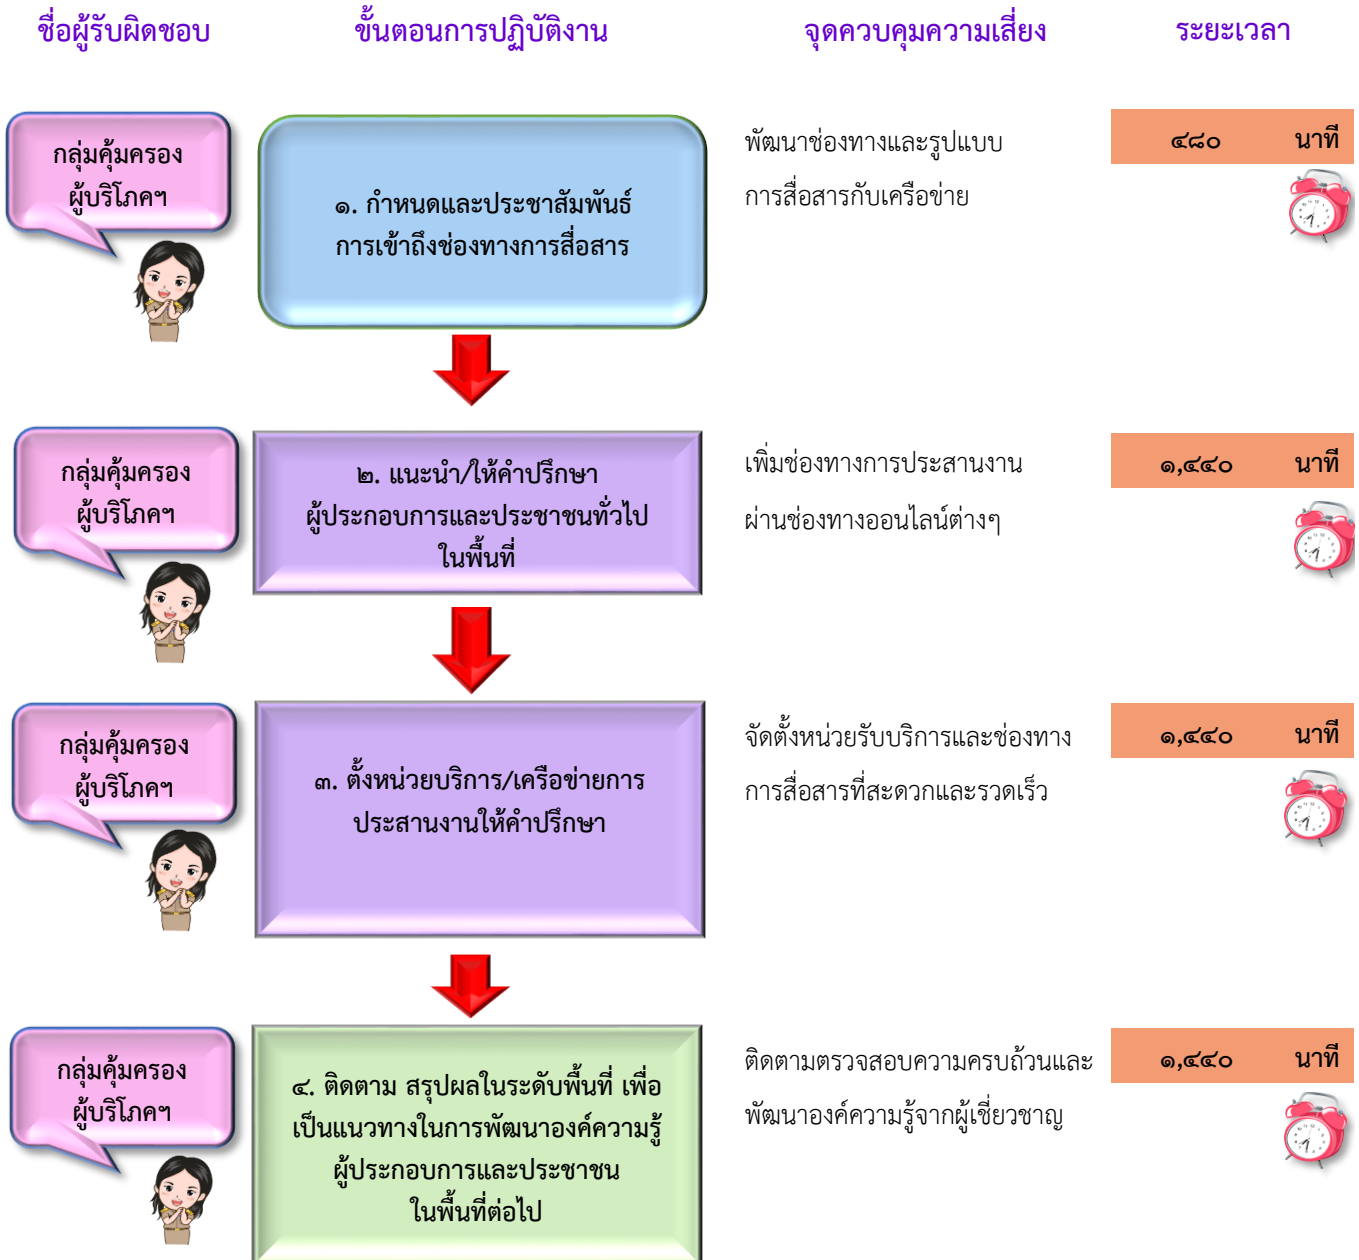 ชื่อผู้รับผิดชอบ ขั้นตอนการปฏิบัติงาน จุดควบคุมความเสี่ยง ระยะเวลา
กลุ่มคุ้มครอง
ผู้บริโภคฯ
๑. กำหนดและประชาสัมพันธ์
การเข้าถึงช่องทางการสื่อสาร
พัฒนาช่องทางและรูปแบบ
การสื่อสารกับเครือข่าย
๔๘๐ นาที
กลุ่มคุ้มครอง
ผู้บริโภคฯ
๒. แนะนำ/ให้คำปรึกษา
ผู้ประกอบการและประชาชนทั่วไป
ในพื้นที่
เพิ่มช่องทางการประสานงาน
ผ่านช่องทางออนไลน์ต่างๆ
๑,๔๔๐ นาที
กลุ่มคุ้มครอง
ผู้บริโภคฯ
๓. ตั้งหน่วยบริการ/เครือข่ายการ
ประสานงานให้คำปรึกษา
จัดตั้งหน่วยรับบริการและช่องทาง
การสื่อสารที่สะดวกและรวดเร็ว
๑,๔๔๐ นาที
กลุ่มคุ้มครอง
ผู้บริโภคฯ
๔. ติดตาม สรุปผลในระดับพื้นที่ เพื่อ
เป็นแนวทางในการพัฒนาองค์ความรู้
ผู้ประกอบการและประชาชน
ในพื้นที่ต่อไป
ติดตามตรวจสอบความครบถ้วนและ
พัฒนาองค์ความรู้จากผู้เชี่ยวชาญ
๑,๔๔๐ นาที